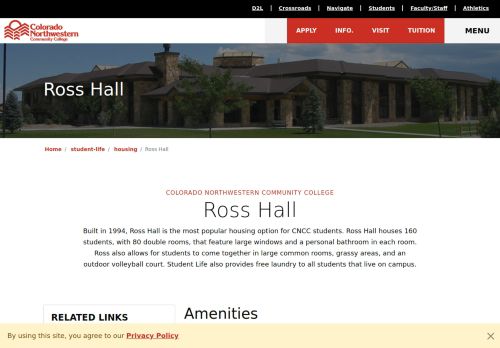 D2L | Crossroads | Navigate | Students | Faculty/Staff | Athletics
Colorado
Northwestern
Community College
APPLY INFO. VISIT TUITION MENU
Ross Hall
Home / student-life / housing / Ross Hall
COLORADO NORTHWESTERN COMMUNITY COLLEGE
Ross Hall
Built in 1994, Ross Hall is the most popular housing option for CNCC students. Ross Hall houses 160
students, with 80 double rooms, that feature large windows and a personal bathroom in each room.
Ross also allows for students to come together in large common rooms, grassy areas, and an
outdoor volleyball court. Student Life also provides free laundry to all students that live on campus.
RELATED LINKS
Amenities
By using this site, you agree to our Privacy Policy